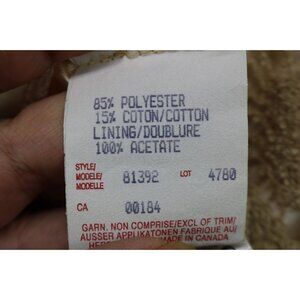 85% POLYESTER
15% COTON/COTTON
LINING/DOUBLURE
100% ACETATE
STYLE/
MODELE/ 81392 LOT 4780
MODELLE
CA 00184
GARN, NON COMPRISE/EXCL OF TRIM/
AUSSER APPLIKATONEN FABRIQUE AU/
MADE IN CANADA